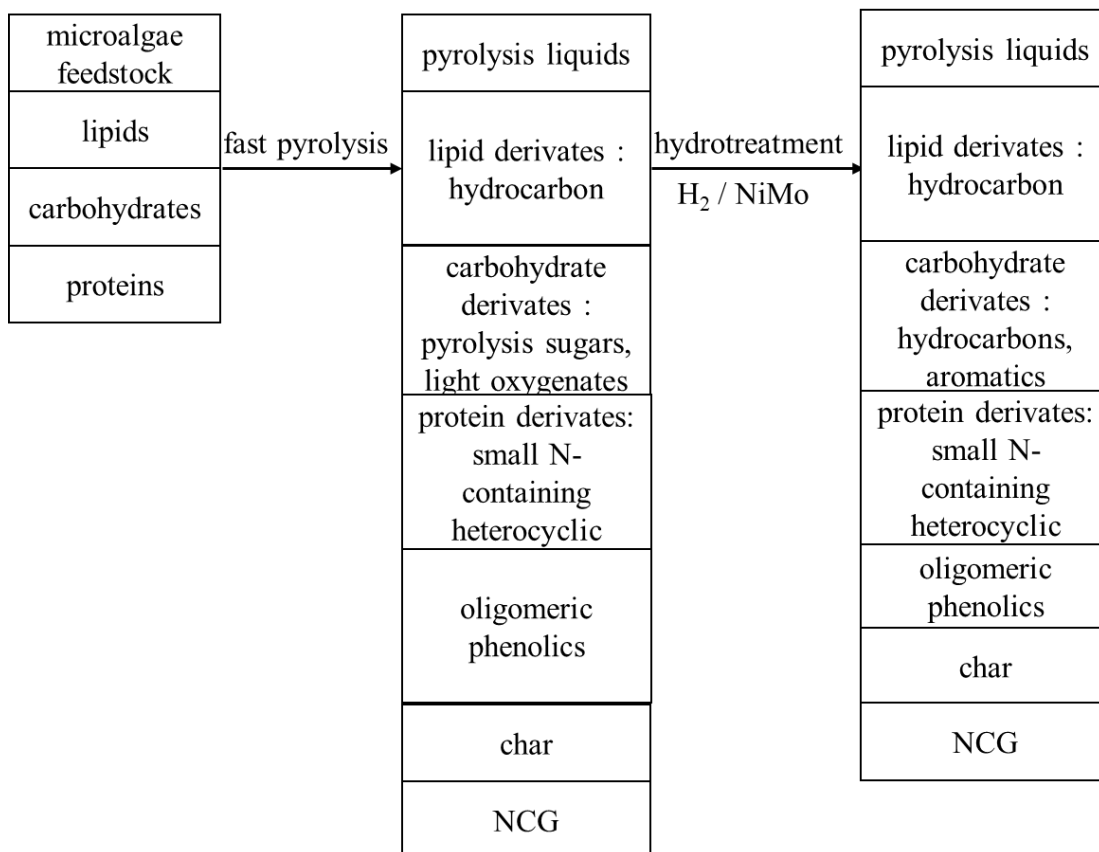 microalgae
feedstock
lipids
carbohydrates
proteins
fast pyrolysis
pyrolysis liquids
lipid derivates :
hydrocarbon
carbohydrate
derivates :
pyrolysis sugars,
light oxygenates
protein derivates:
small N-
containing
heterocyclic
oligomeric
phenolics
char
NCG
hydrotreatment
H₂ / NiMo
pyrolysis liquids
lipid derivates :
hydrocarbon
carbohydrate
derivates :
hydrocarbons,
aromatics
protein derivates:
small N-
containing
heterocyclic
oligomeric
phenolics
char
NCG